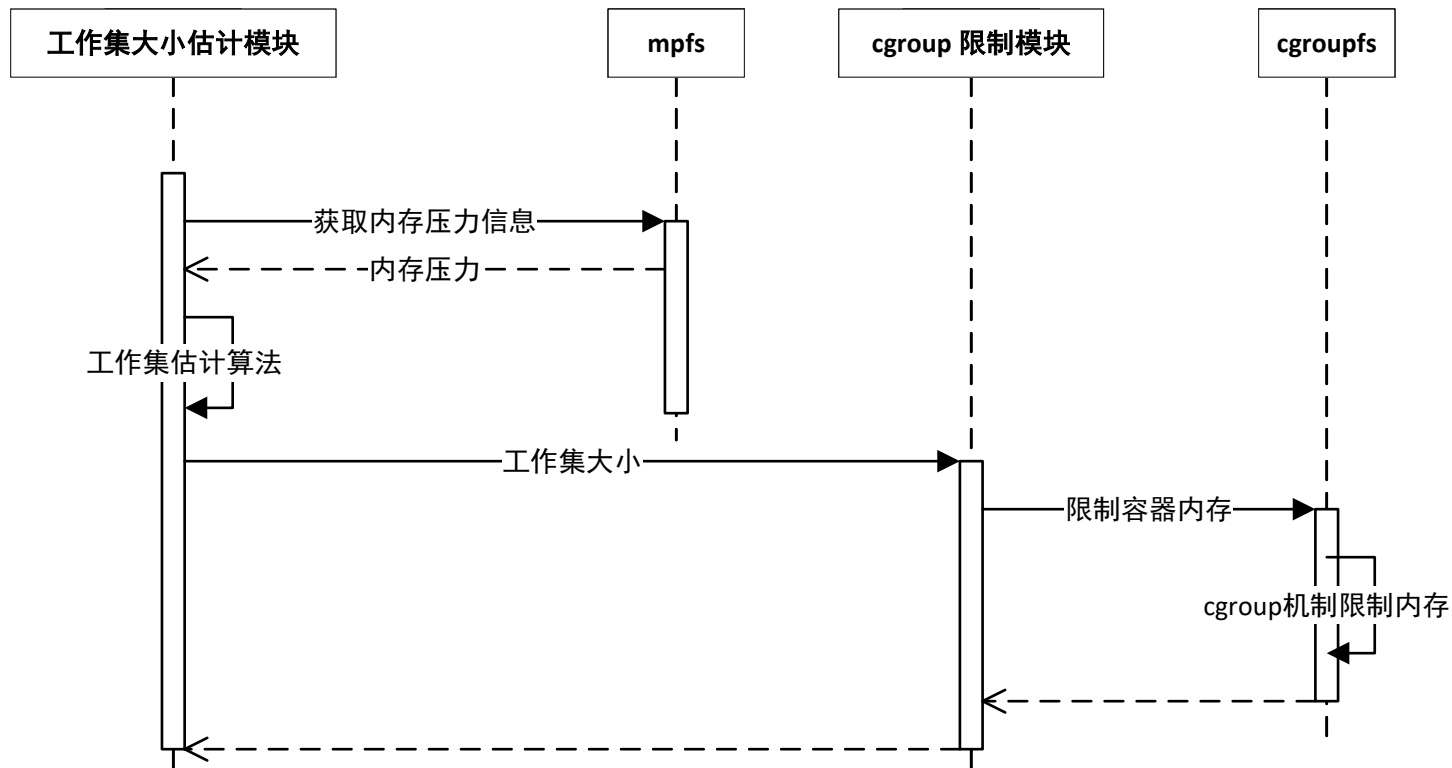 工作集大小估计模块
mpfs
cgroup 限制模块
cgroupfs
获取内存压力信息
内存压力
工作集估计算法
工作集大小
限制容器内存
cgroup机制限制内存